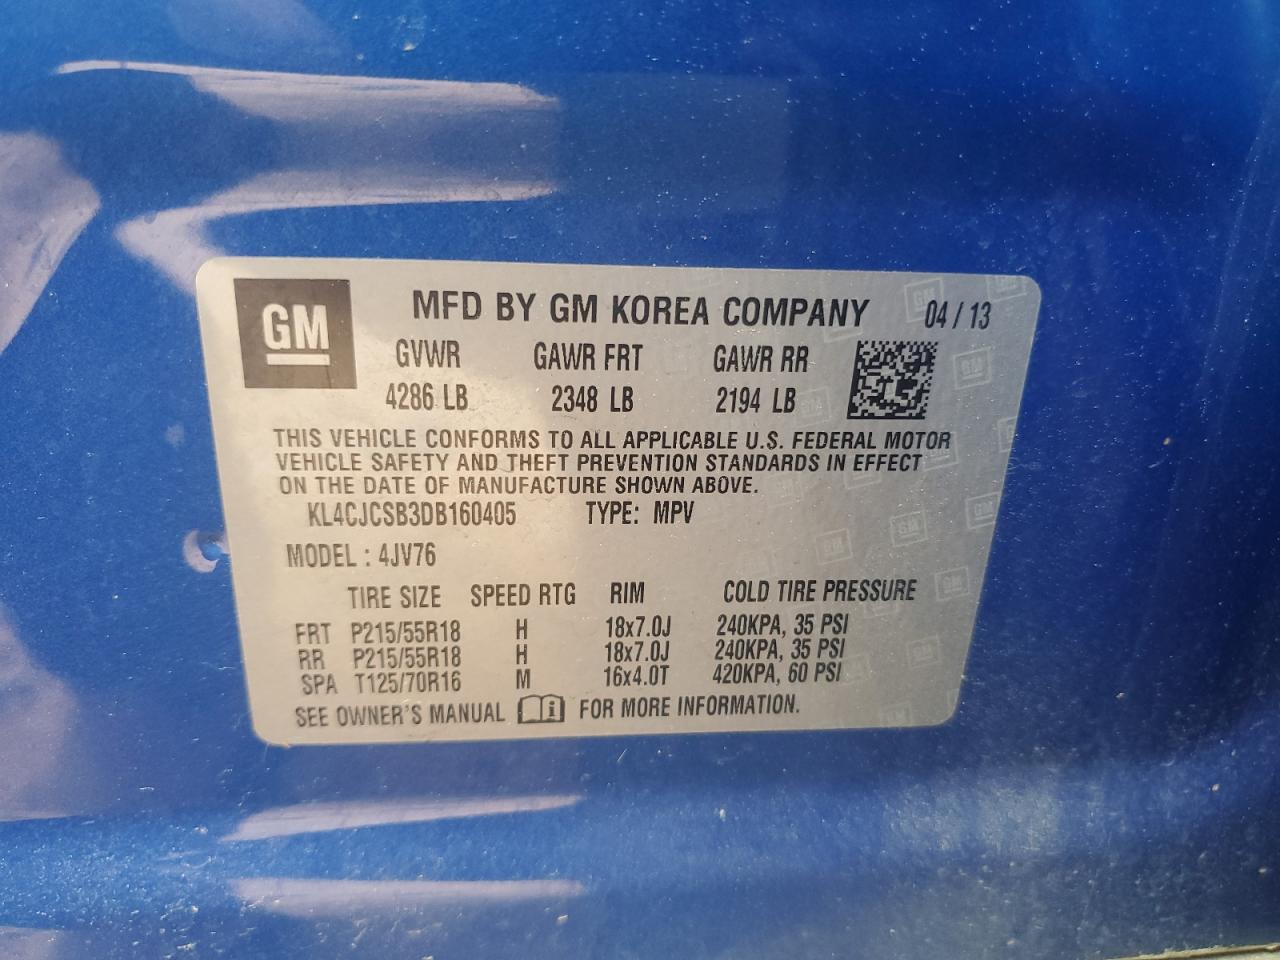 GM
MFD BY GM KOREA COMPANY 04 / 13
GVWR GAWR FRT GAWR RR
4286 LB 2348 LB 2194 LB
THIS VEHICLE CONFORMS TO ALL APPLICABLE U.S. FEDERAL MOTOR
VEHICLE SAFETY AND THEFT PREVENTION STANDARDS IN EFFECT
ON THE DATE OF MANUFACTURE SHOWN ABOVE.
KL4CJCSB3DB160405 TYPE: MPV
MODEL : 4JV76
TIRE SIZE SPEED RTG RIM COLD TIRE PRESSURE
FRT P215/55R18 H 18x7.0J 240KPA, 35 PSI
RR P215/55R18 H 18x7.0J 240KPA, 35 PSI
SPA T125/70R16 M 16x4.0T 420KPA, 60 PSI
SEE OWNER'S MANUAL i FOR MORE INFORMATION.